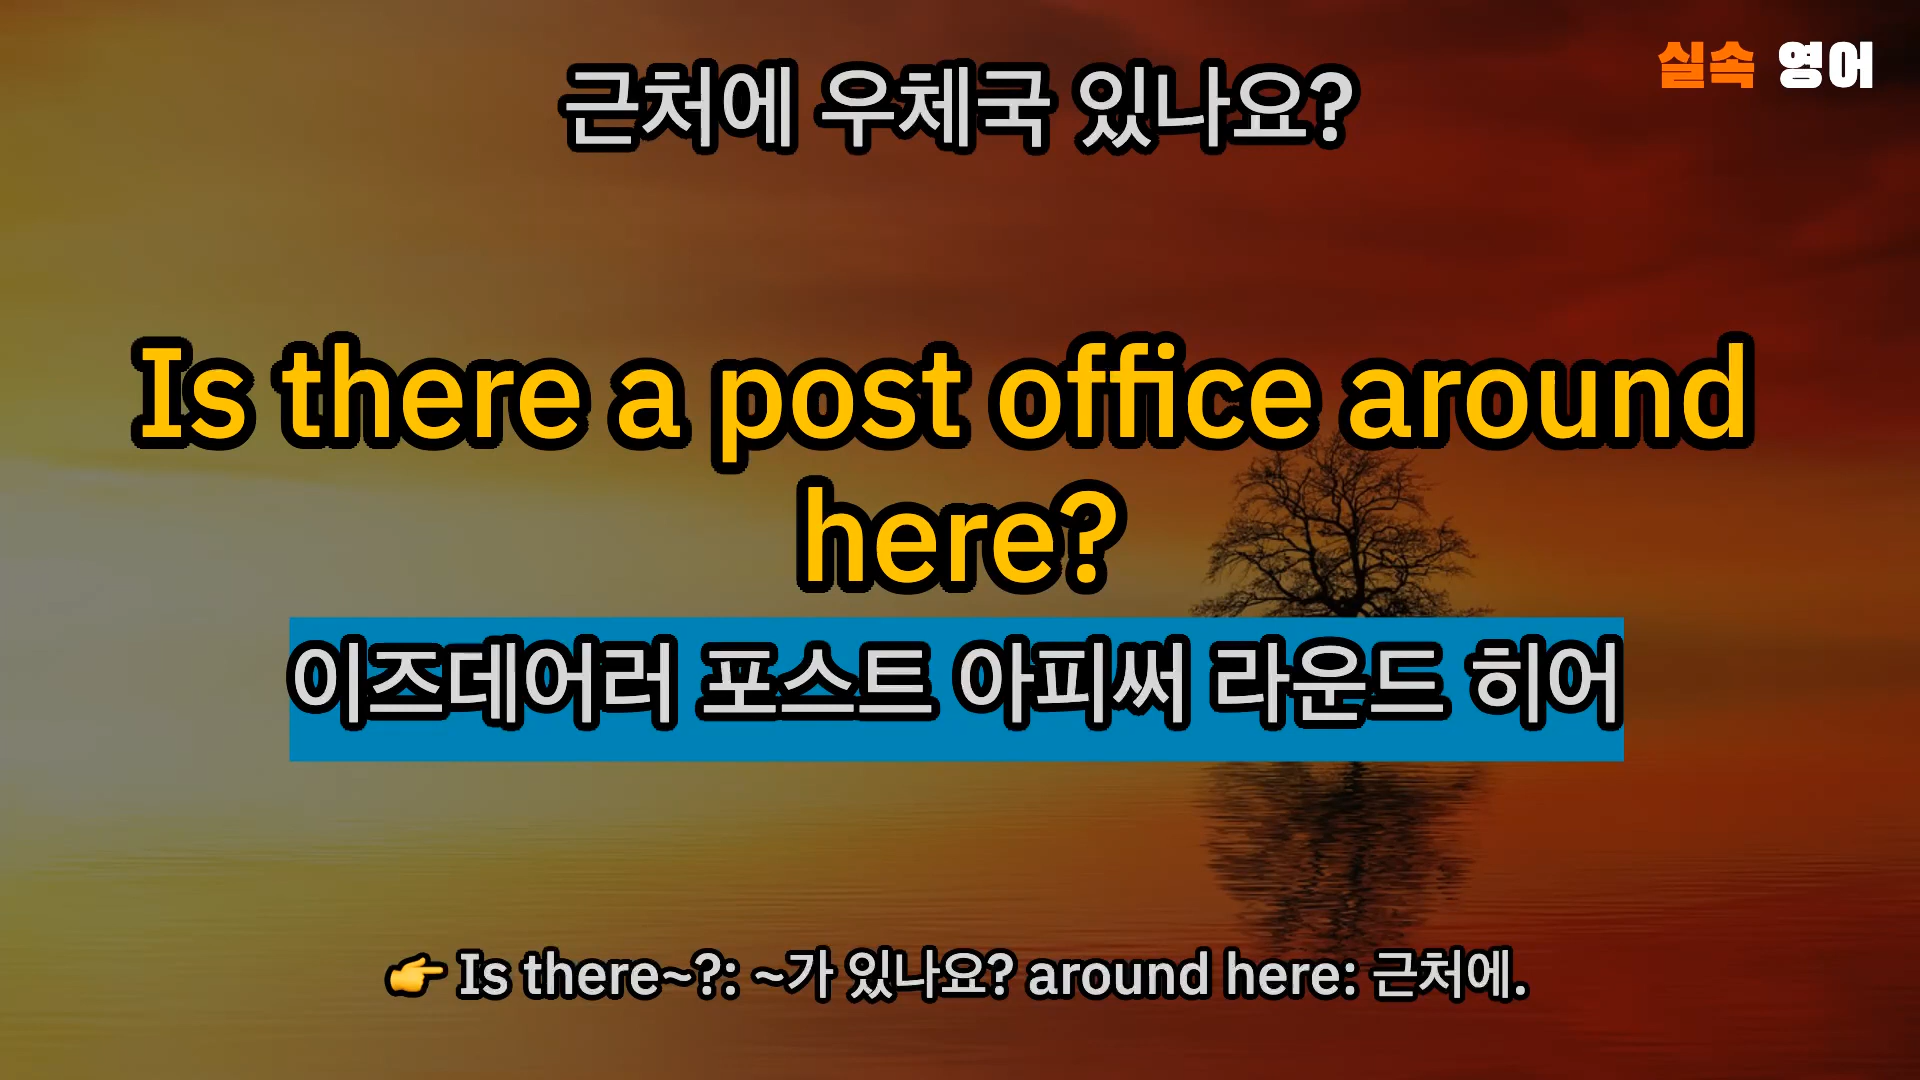 실속 영어
근처에 우체국 있나요?
Is there a post office around
here?
이즈데어러 포스트 아피써 라운드 히어
👉 Is there~?: ~가 있나요? around here: 근처에.